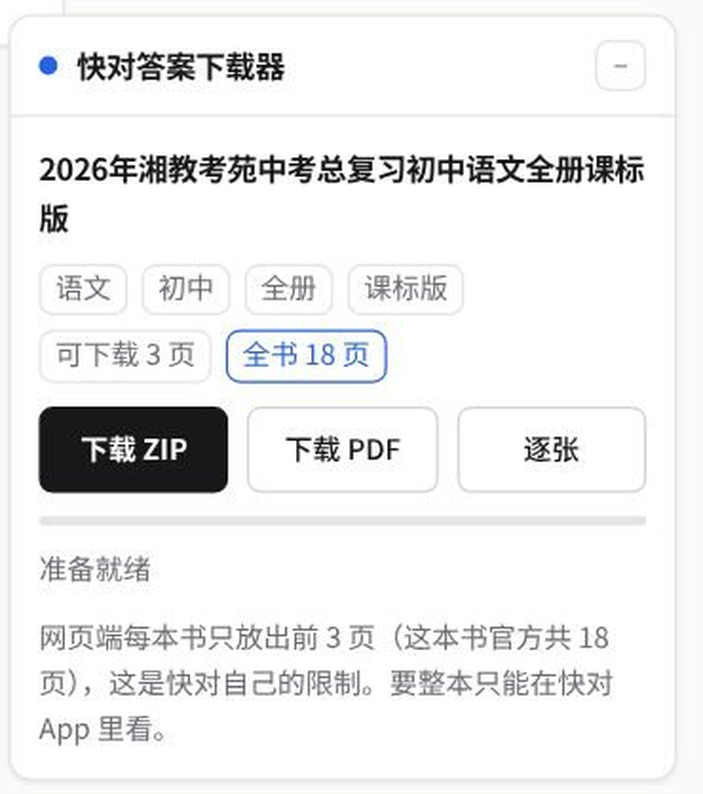 快对答案下载器
2026年湘教考苑中考总复习初中语文全册课标
版
语文 初中 全册 课标版
可下载 3 页 全书 18 页
下载 ZIP 下载 PDF 逐张
准备就绪
网页端每本书只放出前 3 页（这本书官方共 18
页），这是快对自己的限制。要整本只能在快对
App 里看。